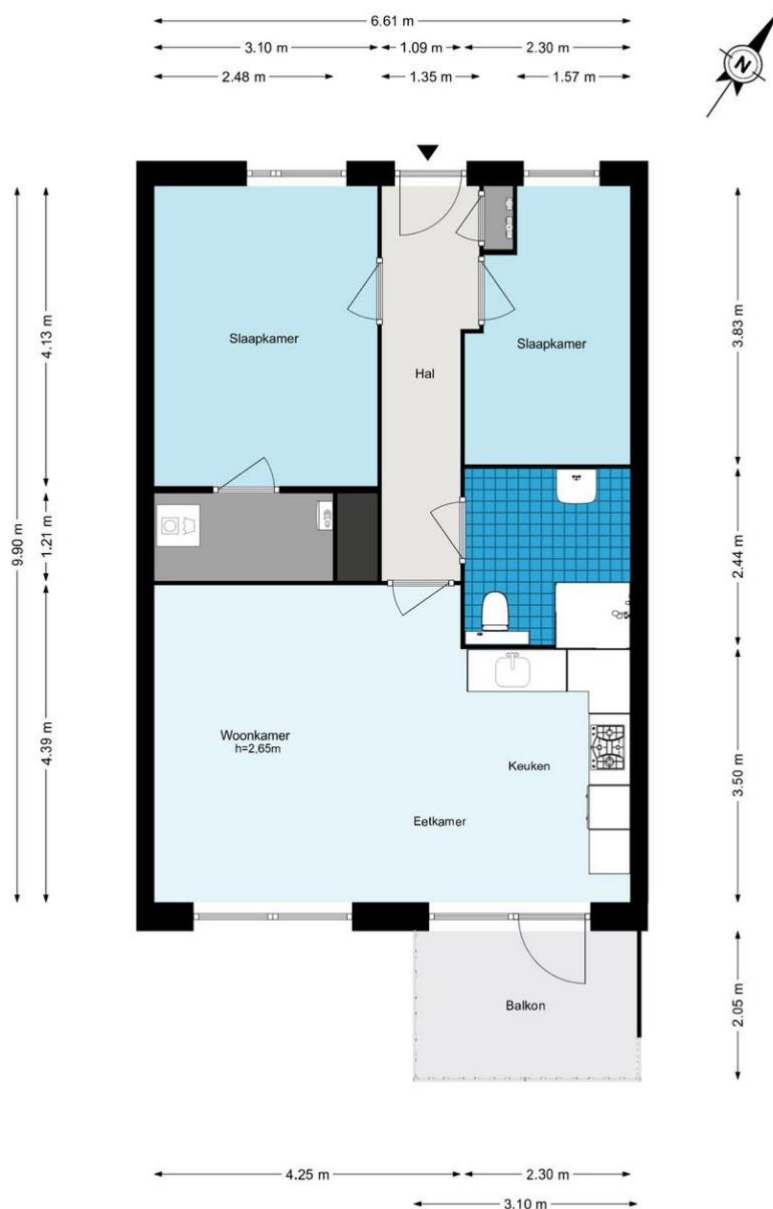 6.61 m
3.10 m
1.09 m
2.30 m
2.48 m
1.35 m
1.57 m
N
4.13 m
9.90 m
1.21 m
4.39 m
3.83 m
2.44 m
3.50 m
2.05 m
Slaapkamer
Slaapkamer
Hal
Woonkamer
h=2,65m
Keuken
Eetkamer
Balkon
4.25 m
2.30 m
3.10 m